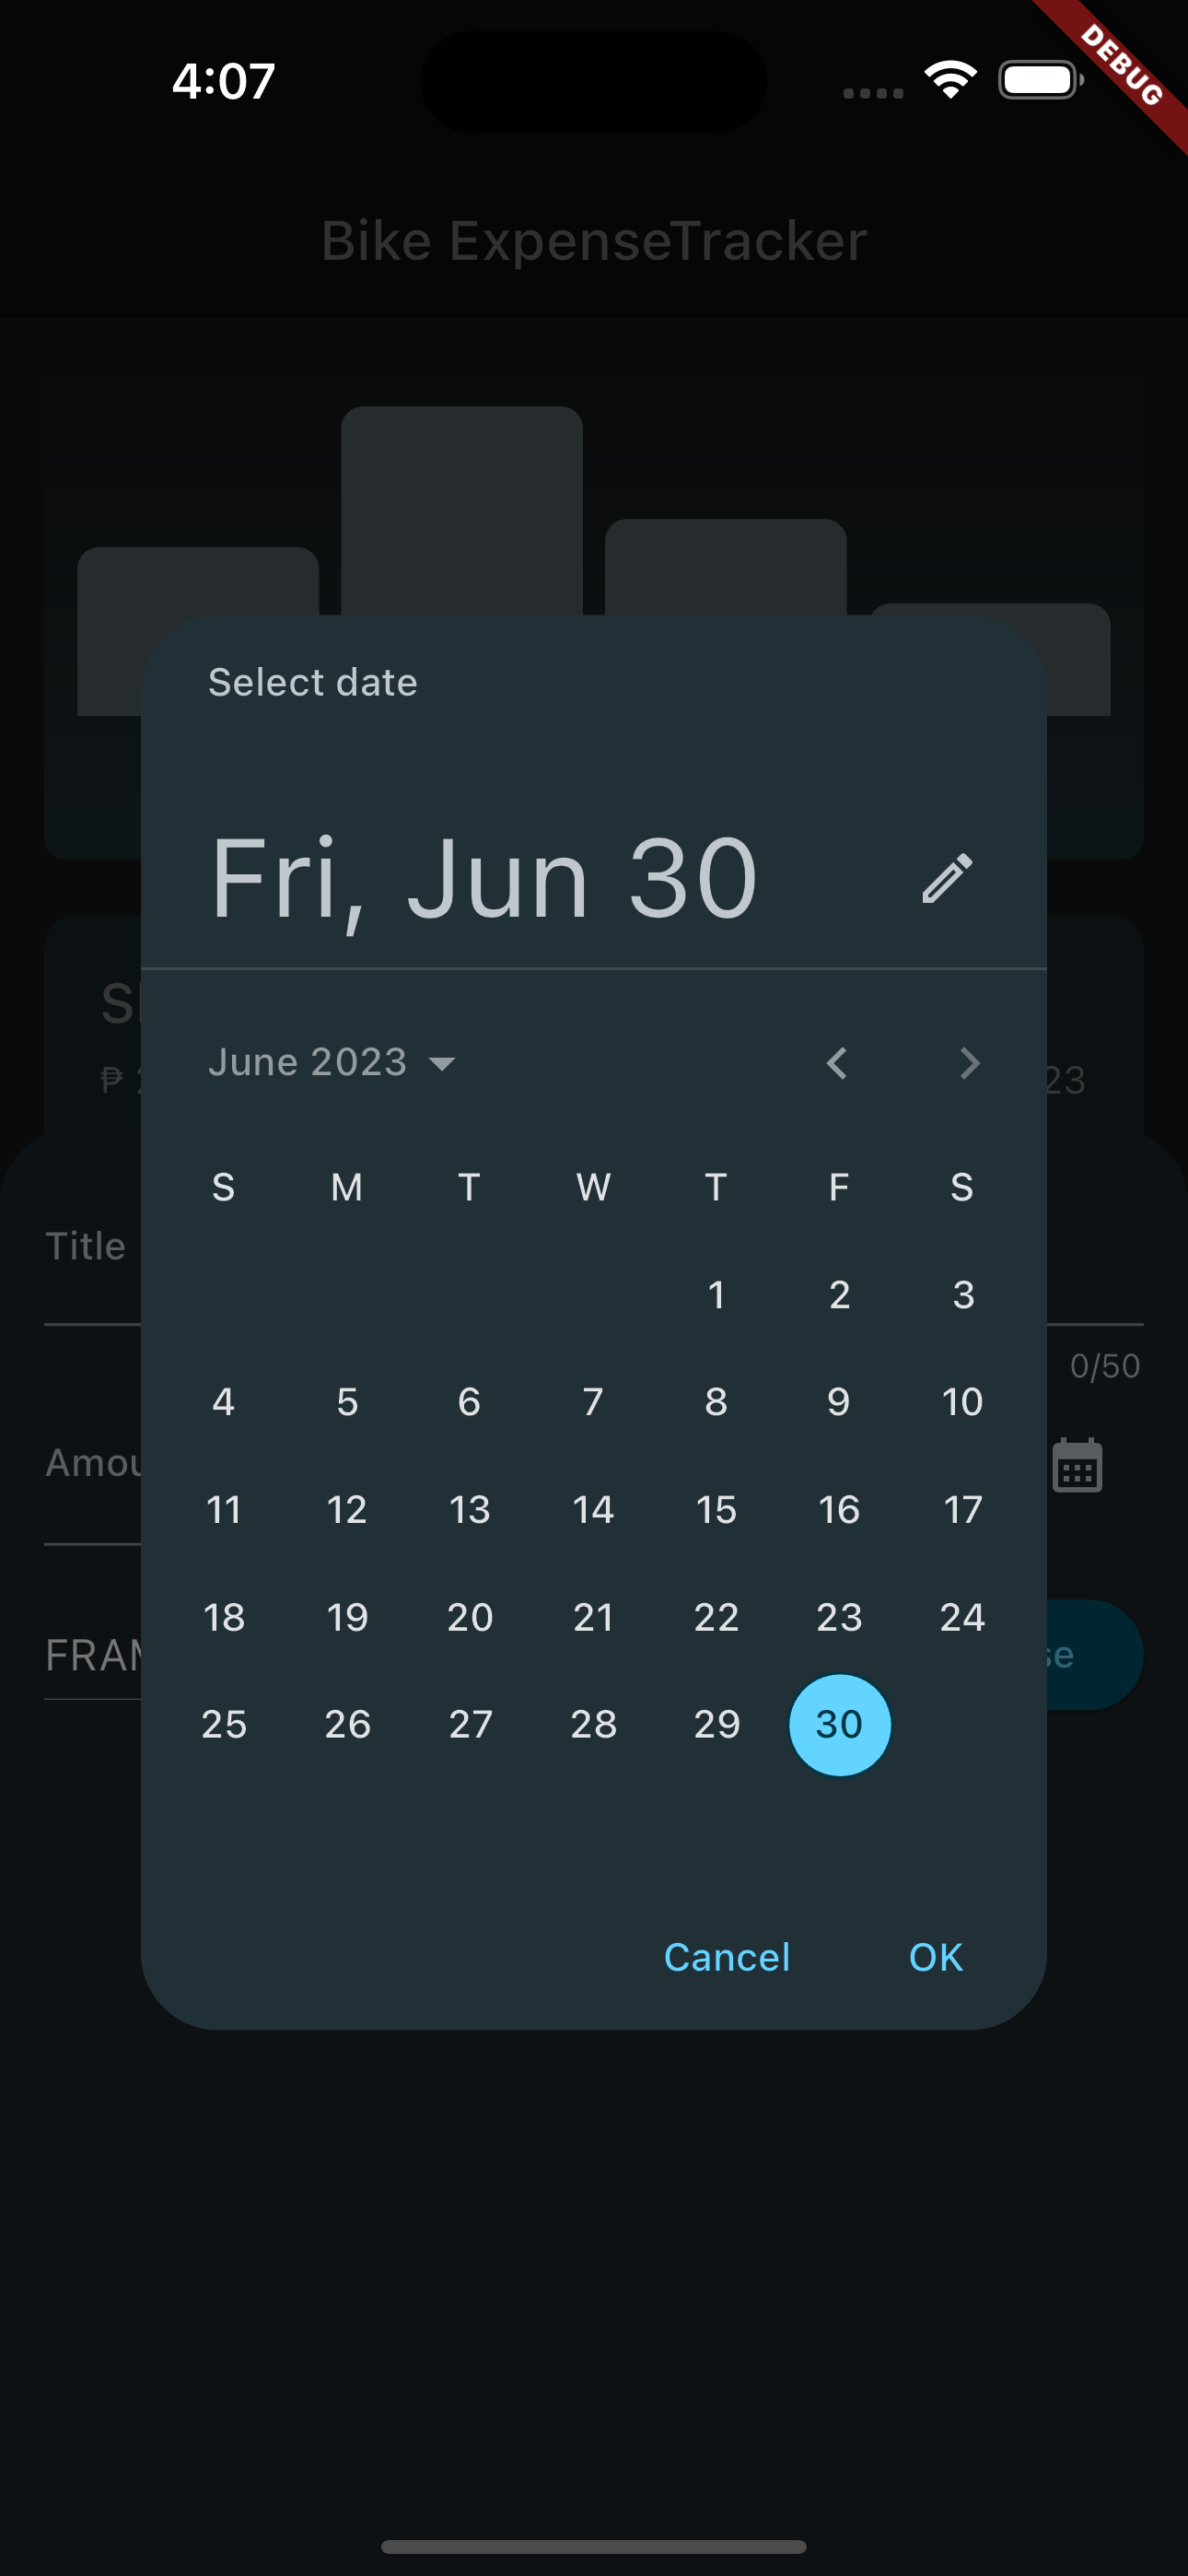 4:07
DEBUG
Bike ExpenseTracker
Select date
Fri, Jun 30
June 2023
S M T W T F S
1 2 3
4 5 6 7 8 9 10
11 12 13 14 15 16 17
18 19 20 21 22 23 24
25 26 27 28 29 30
Cancel OK
₱
23
Title
0/50